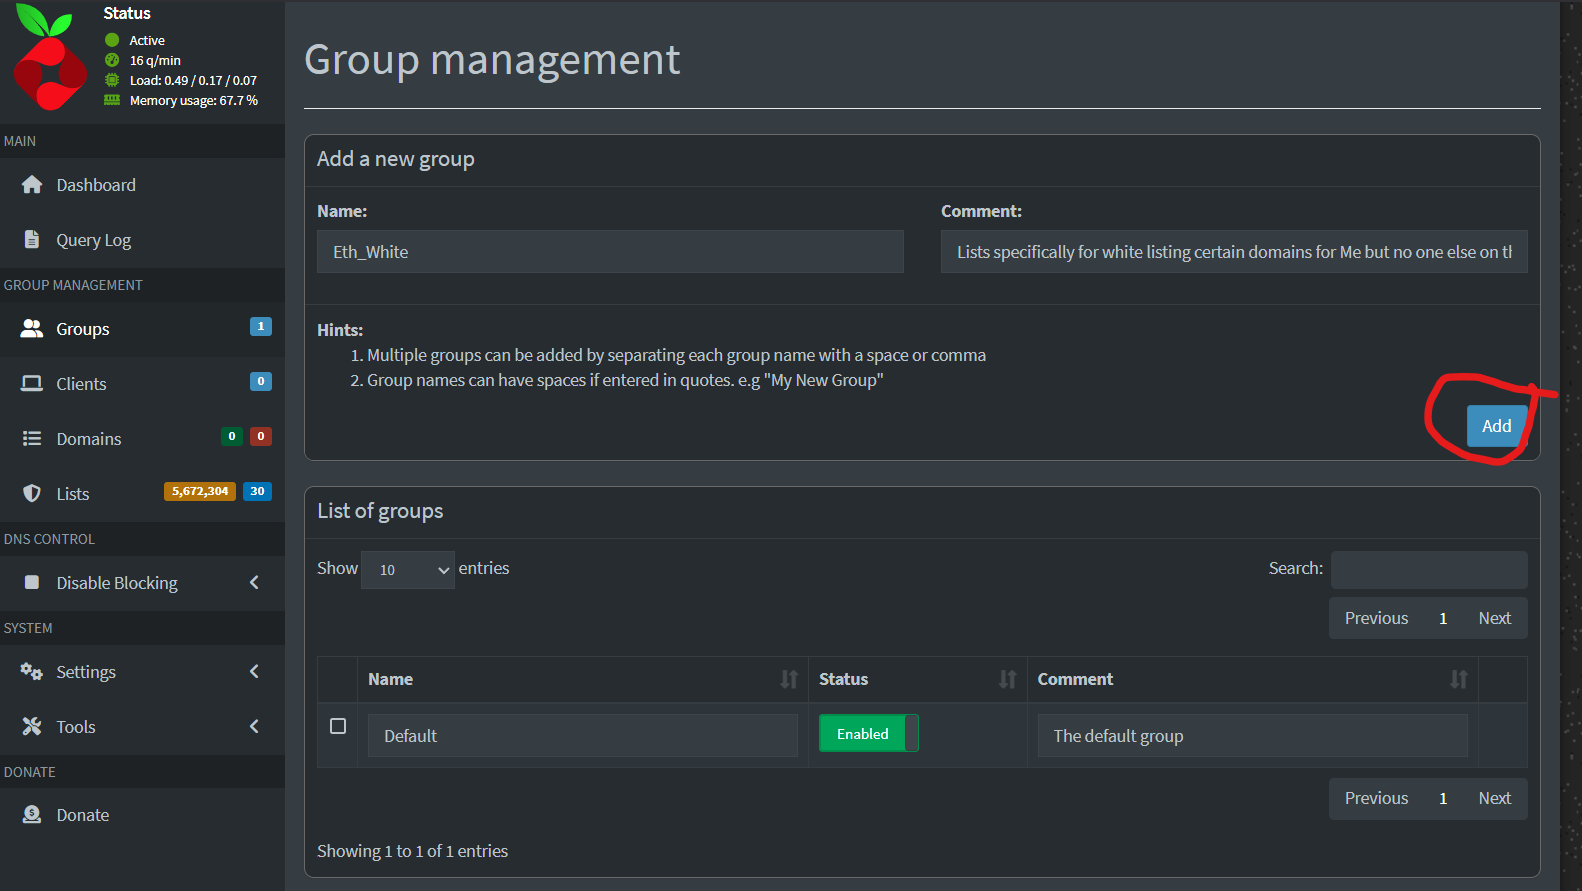 Status
Active
16 q/min
Load: 0.49 / 0.17 / 0.07
Memory usage: 67.7 %
MAIN
Dashboard
Query Log
GROUP MANAGEMENT
Groups 1
Clients 0
Domains 0 0
Lists 5,672,304 30
DNS CONTROL
Disable Blocking
SYSTEM
Settings
Tools
DONATE
Donate
Group management
Add a new group
Name: Comment:
Eth_White Lists specifically for white listing certain domains for Me but no one else on
Hints:
1. Multiple groups can be added by separating each group name with a space or comma
2. Group names can have spaces if entered in quotes. e.g "My New Group"
Add
List of groups
Show 10 entries Search:
Previous 1 Next
Name Status Comment
Default Enabled The default group
Previous 1 Next
Showing 1 to 1 of 1 entries